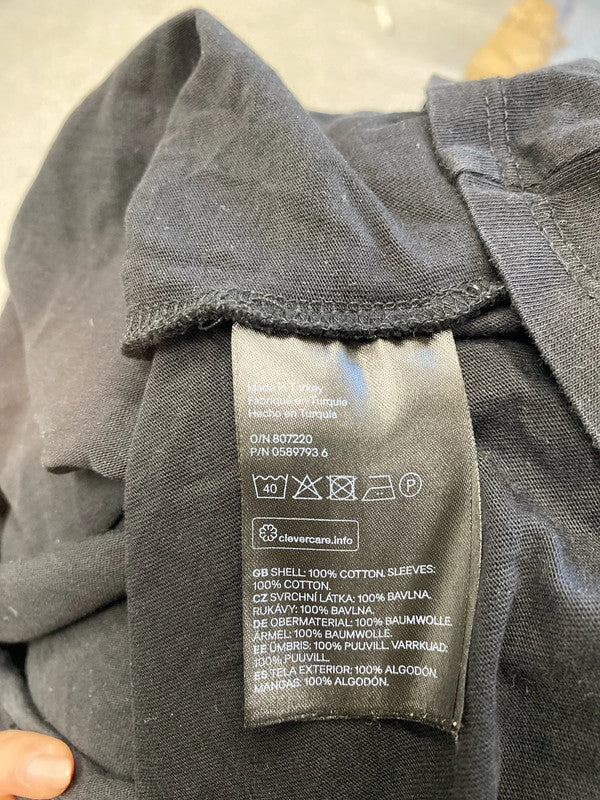 Made in Turkey
Fabriqué en Turquie
Hecho en Turquía
O/N 807220
P/N 0589793 6
40 P
clevercare.info
GB SHELL: 100% COTTON. SLEEVES:
100% COTTON.
CZ SVRCHNÍ LÁTKA: 100% BAVLNA.
RUKÁVY: 100% BAVLNA.
DE OBERMATERIAL: 100% BAUMWOLLE.
ÄRMEL: 100% BAUMWOLLE.
EE ÜMBRIS: 100% PUUVILL. VARRKUAD:
100% PUUVILL.
ES TELA EXTERIOR: 100% ALGODÓN.
MANGAS: 100% ALGODÓN.